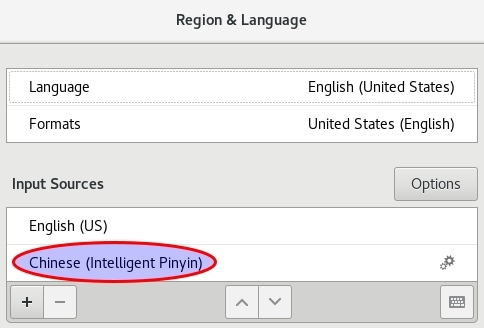 Region & Language
Language English (United States)
Formats United States (English)
Input Sources Options
English (US)
Chinese (Intelligent Pinyin)